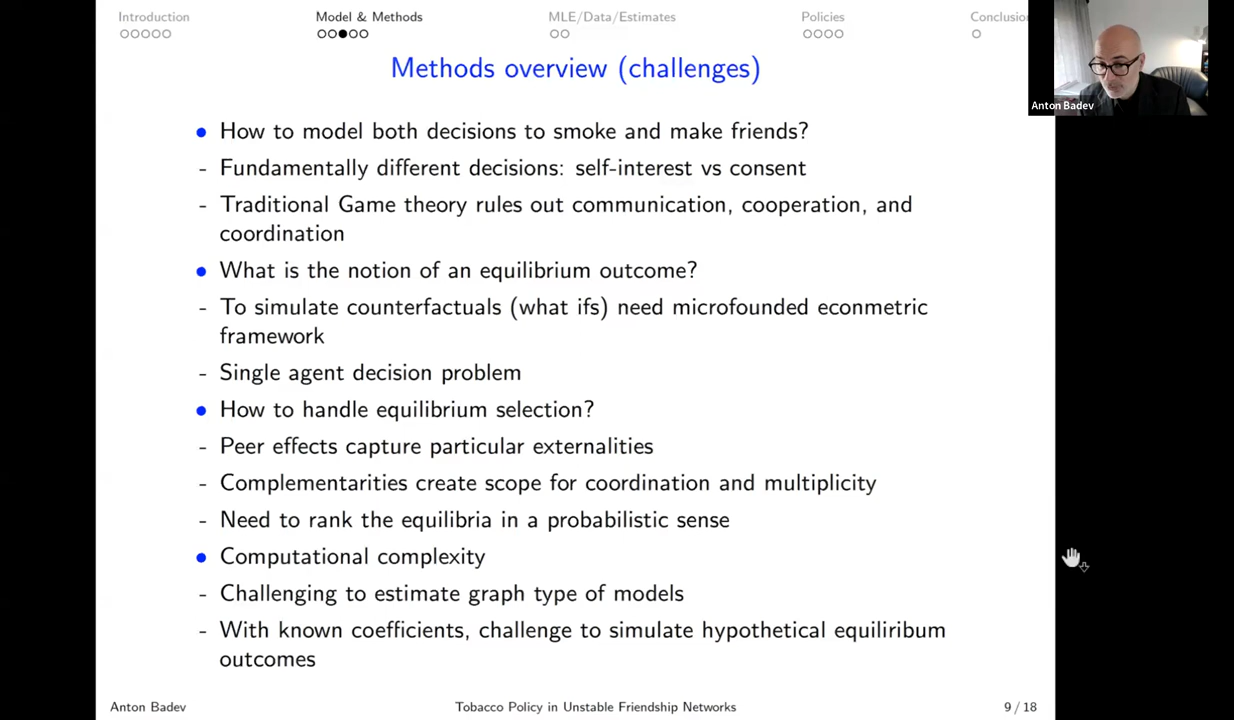 Introduction
Model & Methods
MLE/Data/Estimates
Policies
Conclusion
Methods overview (challenges)
• How to model both decisions to smoke and make friends?
- Fundamentally different decisions: self-interest vs consent
- Traditional Game theory rules out communication, cooperation, and
coordination
• What is the notion of an equilibrium outcome?
- To simulate counterfactuals (what ifs) need microfounded econmetric
framework
- Single agent decision problem
• How to handle equilibrium selection?
- Peer effects capture particular externalities
- Complementarities create scope for coordination and multiplicity
- Need to rank the equilibria in a probabilistic sense
• Computational complexity
- Challenging to estimate graph type of models
- With known coefficients, challenge to simulate hypothetical equiliribum
outcomes
Anton Badev
Tobacco Policy in Unstable Friendship Networks
9 / 18
Anton Badev